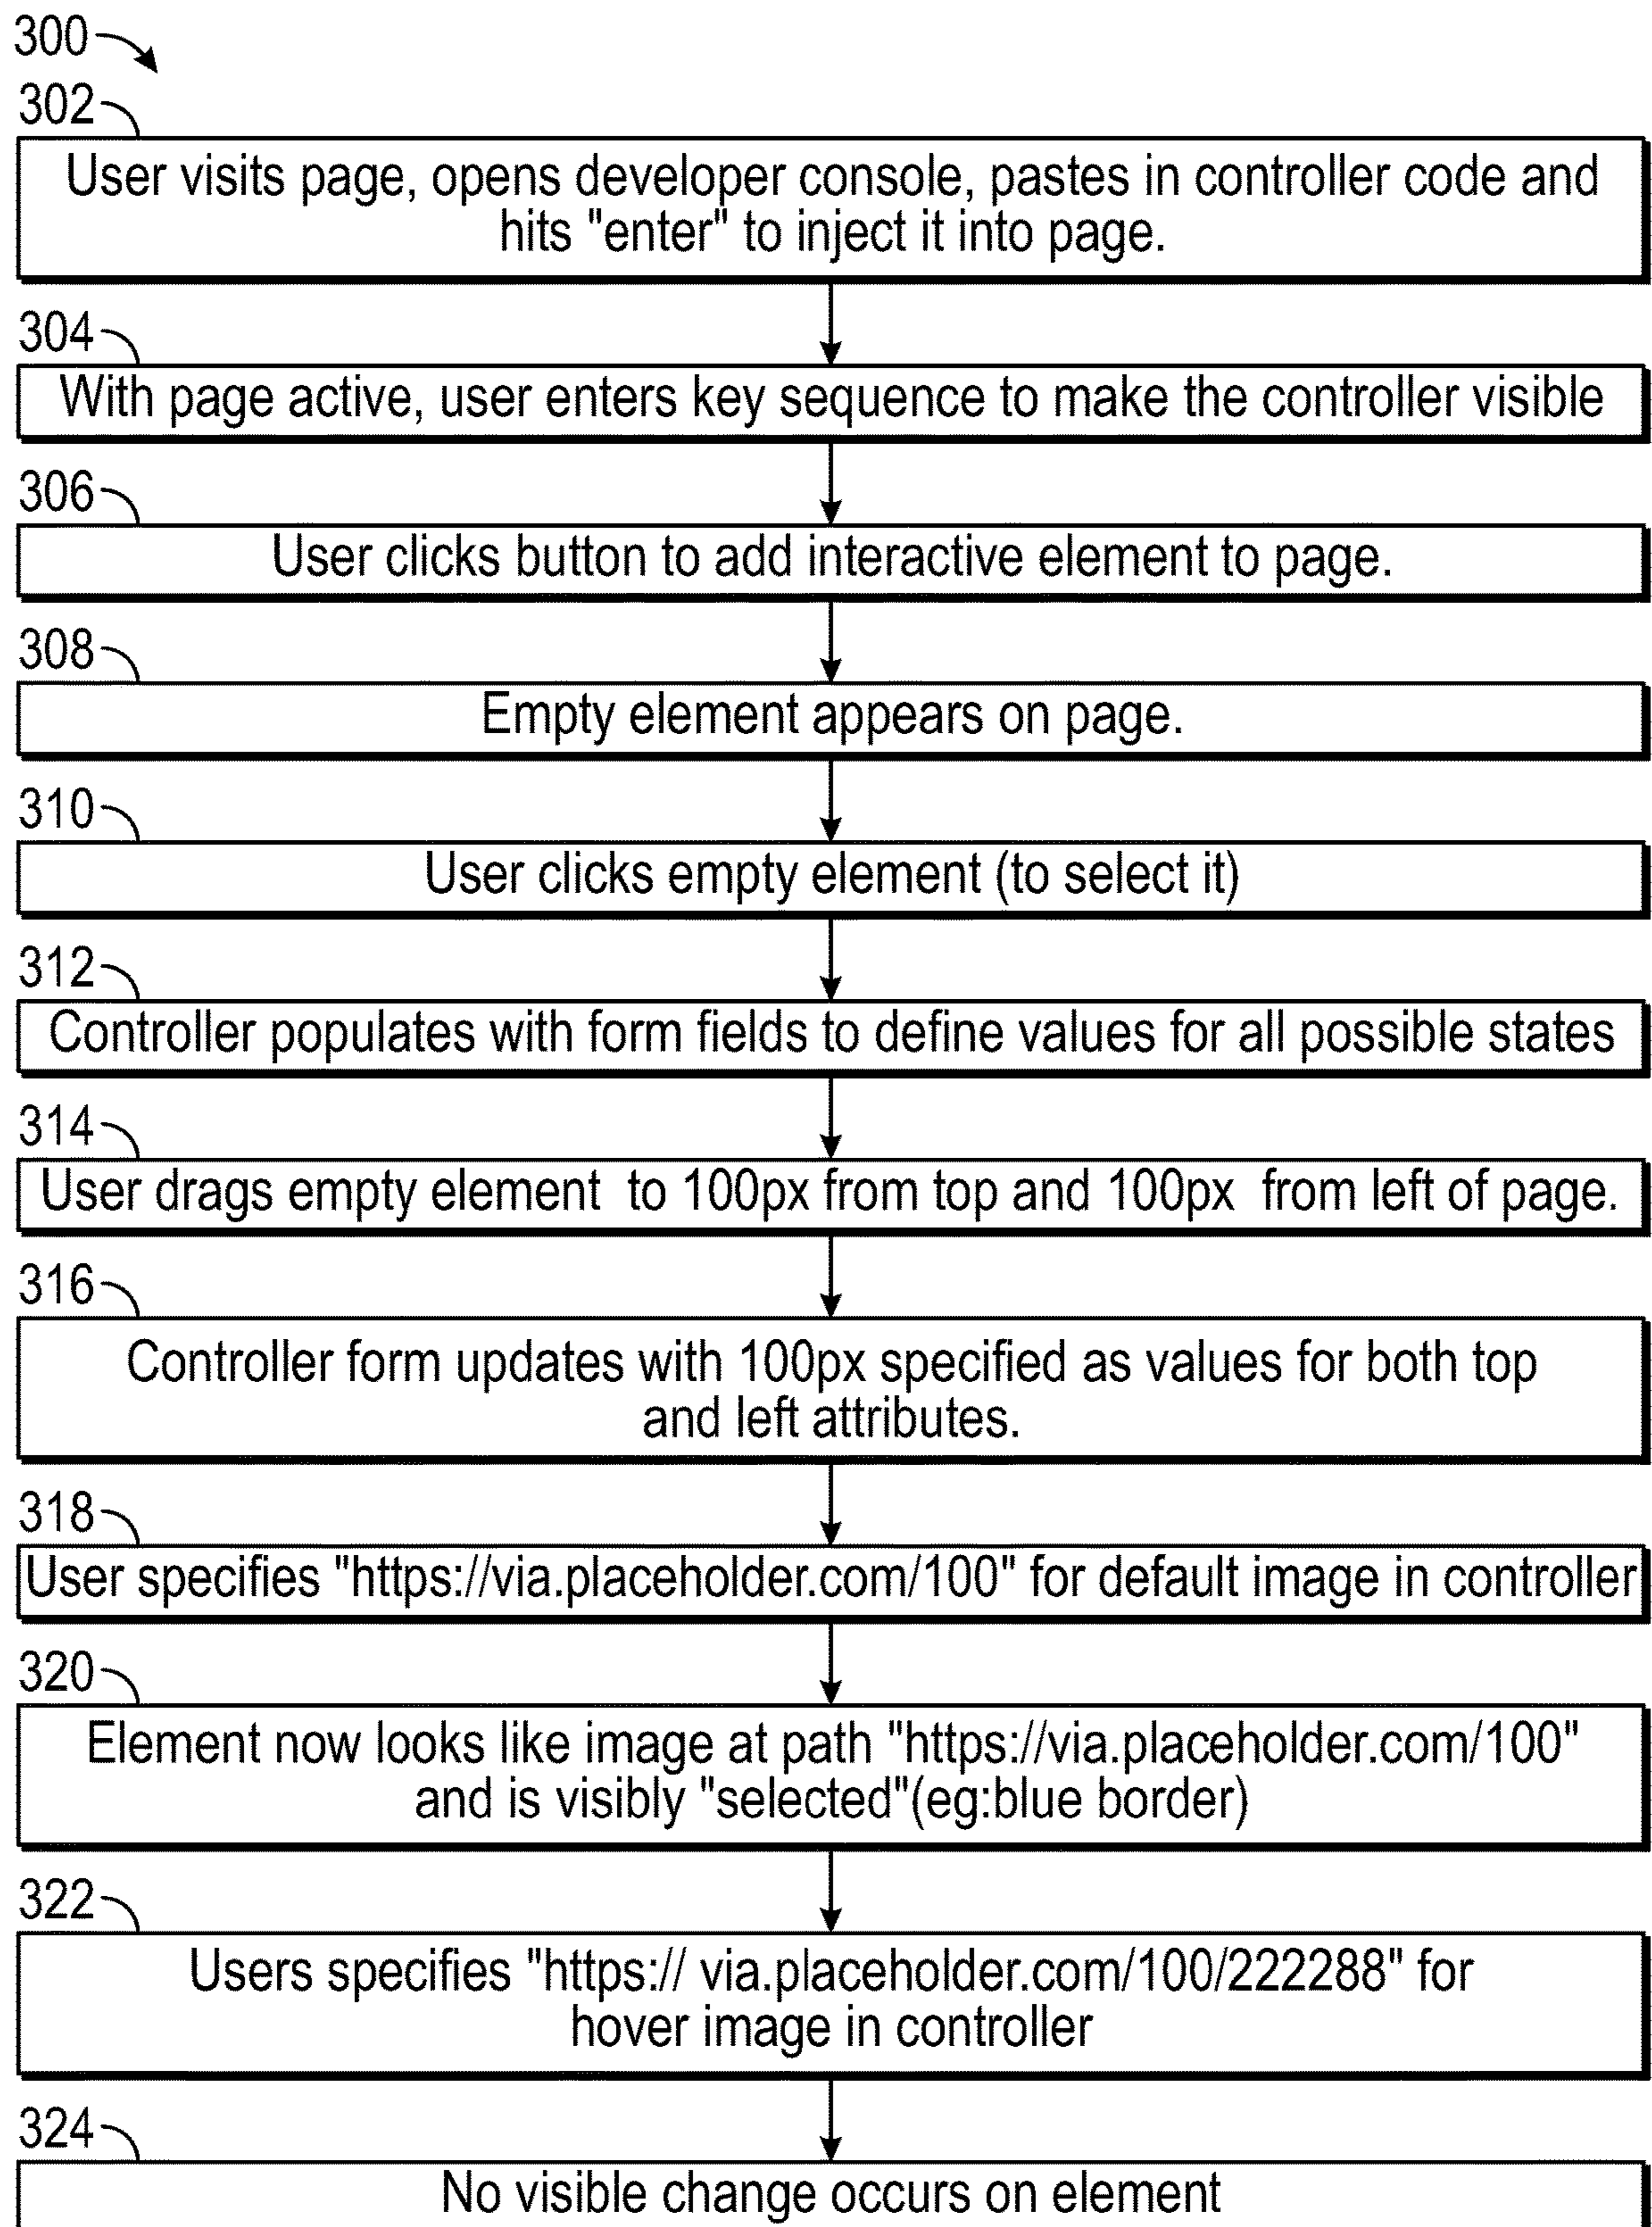 300
302
User visits page, opens developer console, pastes in controller code and
hits "enter" to inject it into page.
304
With page active, user enters key sequence to make the controller visible
306
User clicks button to add interactive element to page.
308
Empty element appears on page.
310
User clicks empty element (to select it)
312
Controller populates with form fields to define values for all possible states
314
User drags empty element to 100px from top and 100px from left of page.
316
Controller form updates with 100px specified as values for both top
and left attributes.
318
User specifies "https://via.placeholder.com/100" for default image in controller
320
Element now looks like image at path "https://via.placeholder.com/100"
and is visibly "selected"(eg:blue border)
322
Users specifies "https:// via.placeholder.com/100/222288" for
hover image in controller
324
No visible change occurs on element